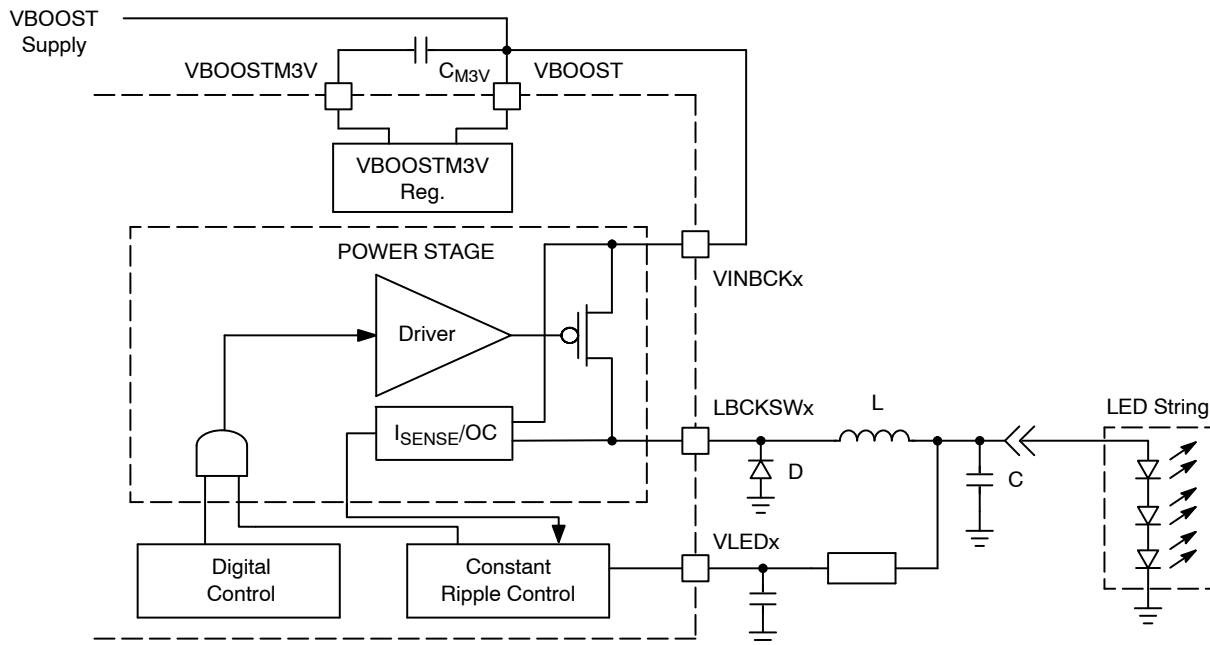 VBOOST
Supply
VBOOSTM3V
CM3V
VBOOST
VBOOSTM3V
Reg.
POWER STAGE
VINBCKx
Driver
LBCKSWx
L
LED String
ISENSE/OC
D
C
VLEDx
Digital
Control
Constant
Ripple Control